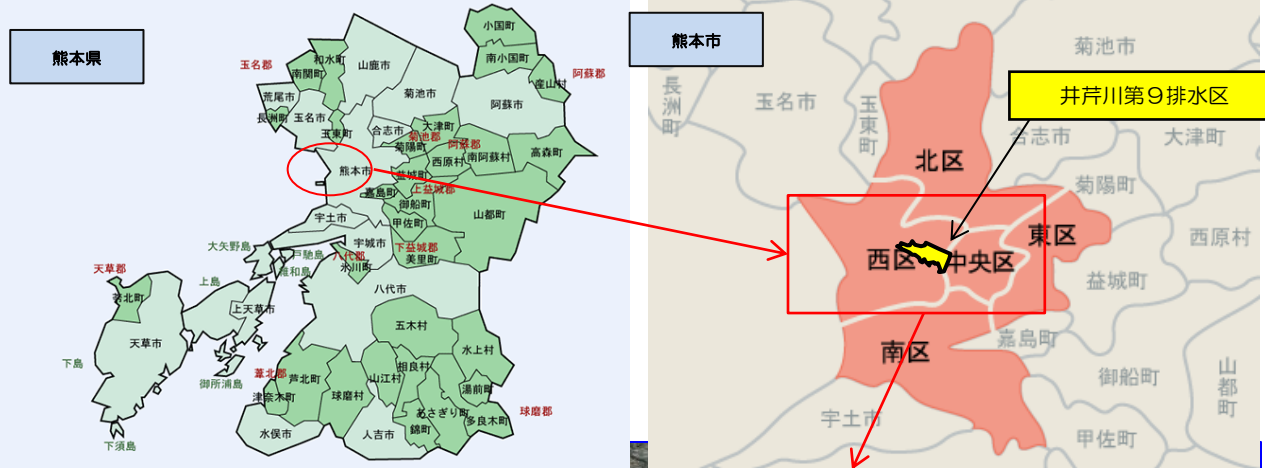 熊本県
小国町
南小国町
産山村
阿蘇郡
玉名郡
和水町
南関町
山鹿市
菊池市
阿蘇市
荒尾市
長洲町
玉名市
玉東町
合志市
大津町
菊池郡
菊陽町
阿蘇郡
西原村
南阿蘇村
高森町
熊本市
益城町
嘉島町
上益城郡
御船町
山都町
甲佐町
宇土市
宇城市
下益城郡
美里町
大矢野島
戸馳島
維和島
八代郡
氷川町
天草郡
苓北町
上島
上天草市
八代市
天草市
下島
御所浦島
下須島
五木村
水上村
葦北郡
芦北町
津奈木町
球磨村
山江村
相良村
湯前町
あさぎり町
多良木町
球磨郡
錦町
水俣市
人吉市
熊本市
菊池市
井芹川第９排水区
長洲町
玉名市
玉東町
合志市
大津町
北区
菊陽町
東区
西原村
西区
中央区
益城町
嘉島町
南区
御船町
山都町
宇土市
甲佐町